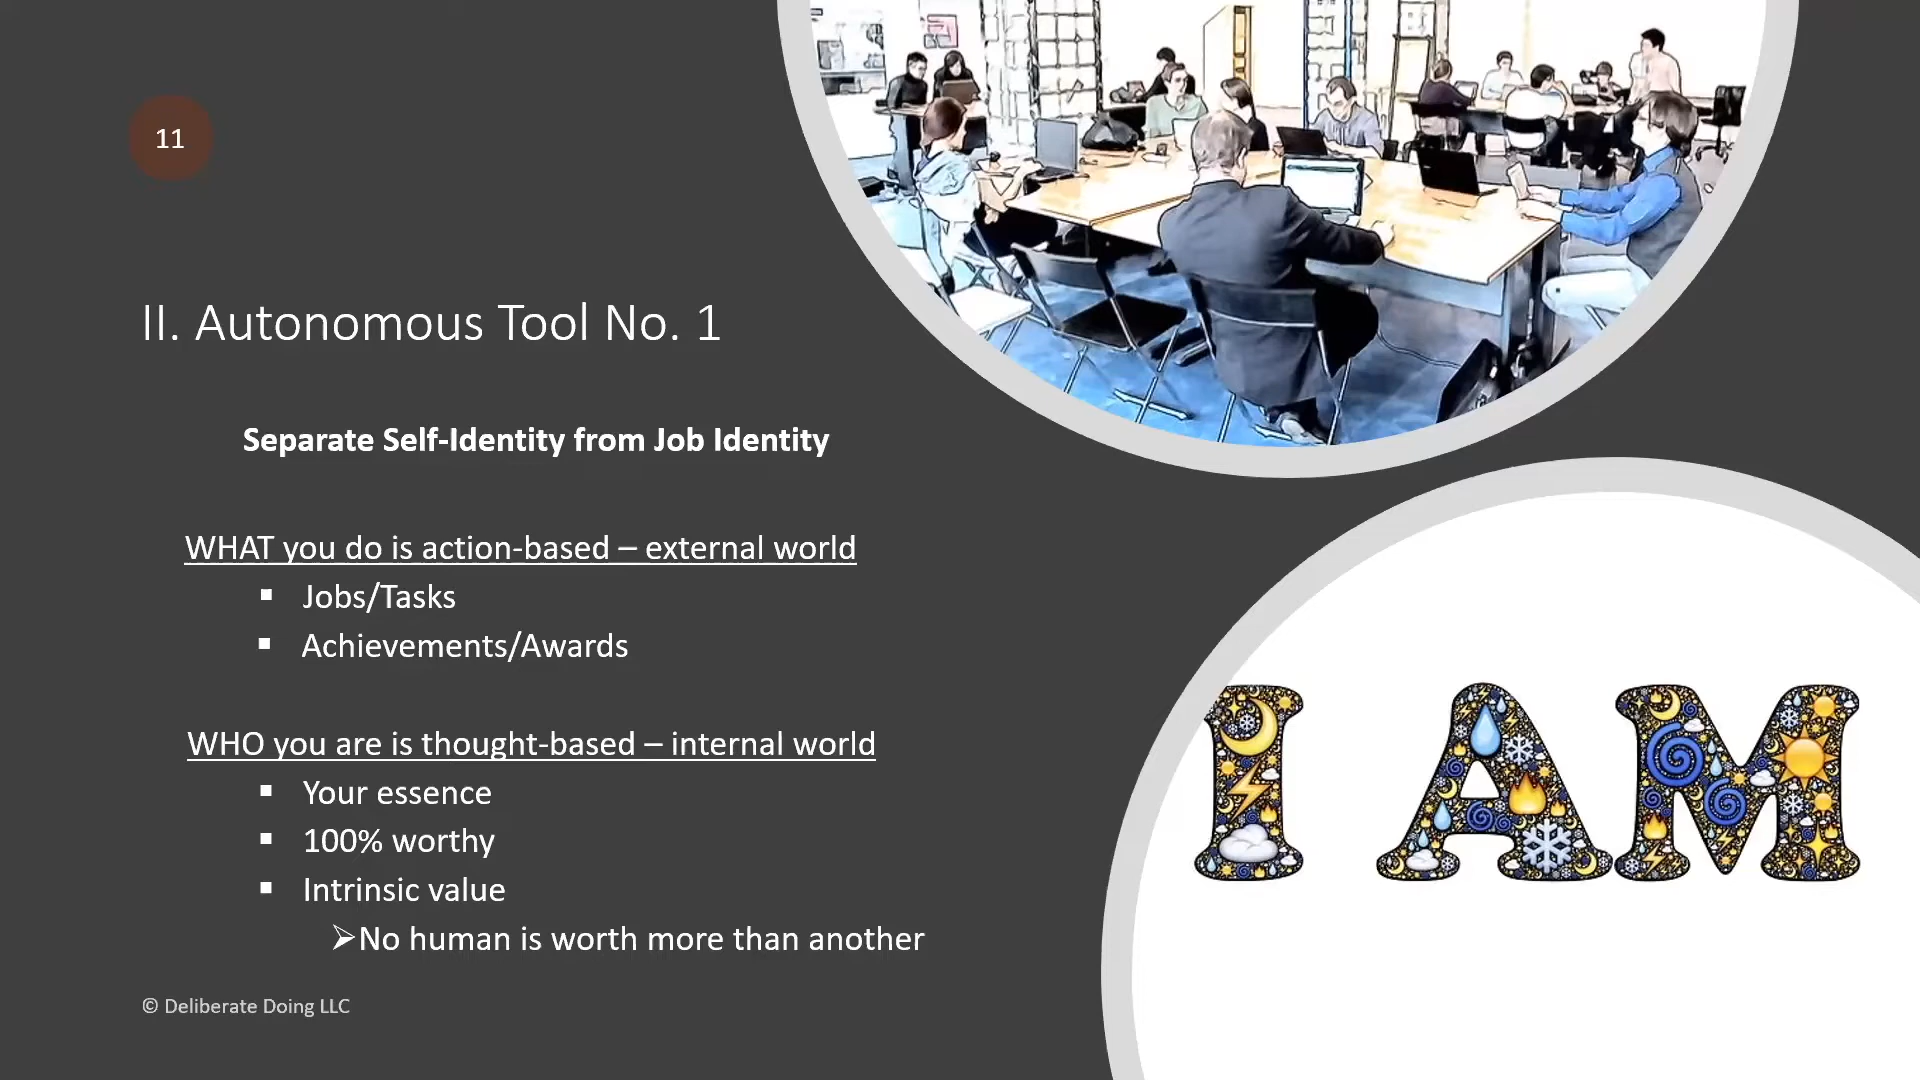 11
II. Autonomous Tool No. 1
Separate Self-Identity from Job Identity
WHAT you do is action-based – external world
▪ Jobs/Tasks
▪ Achievements/Awards
WHO you are is thought-based – internal world
▪ Your essence
▪ 100% worthy
▪ Intrinsic value
➢No human is worth more than another
© Deliberate Doing LLC
I AM